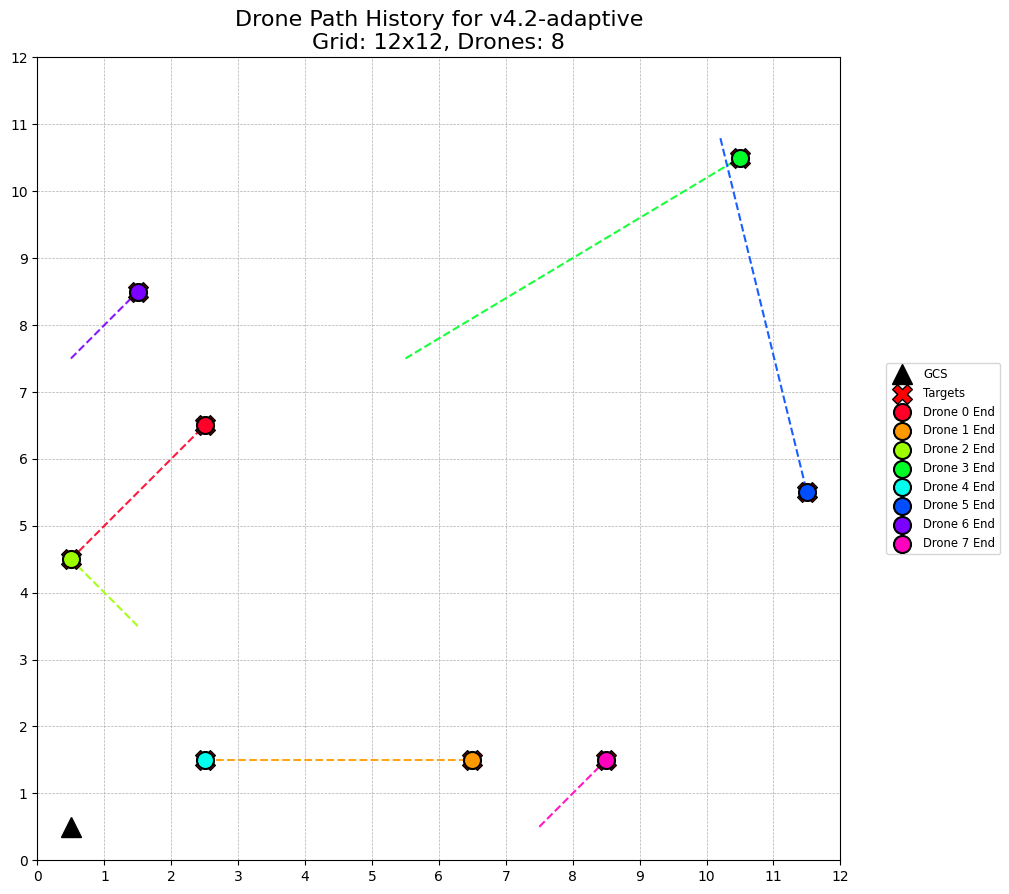 Drone Path History for v4.2-adaptive
Grid: 12x12, Drones: 8
12
11
10
9
8
7
6
5
4
3
2
1
0
0 1 2 3 4 5 6 7 8 9 10 11 12
GCS
Targets
Drone 0 End
Drone 1 End
Drone 2 End
Drone 3 End
Drone 4 End
Drone 5 End
Drone 6 End
Drone 7 End